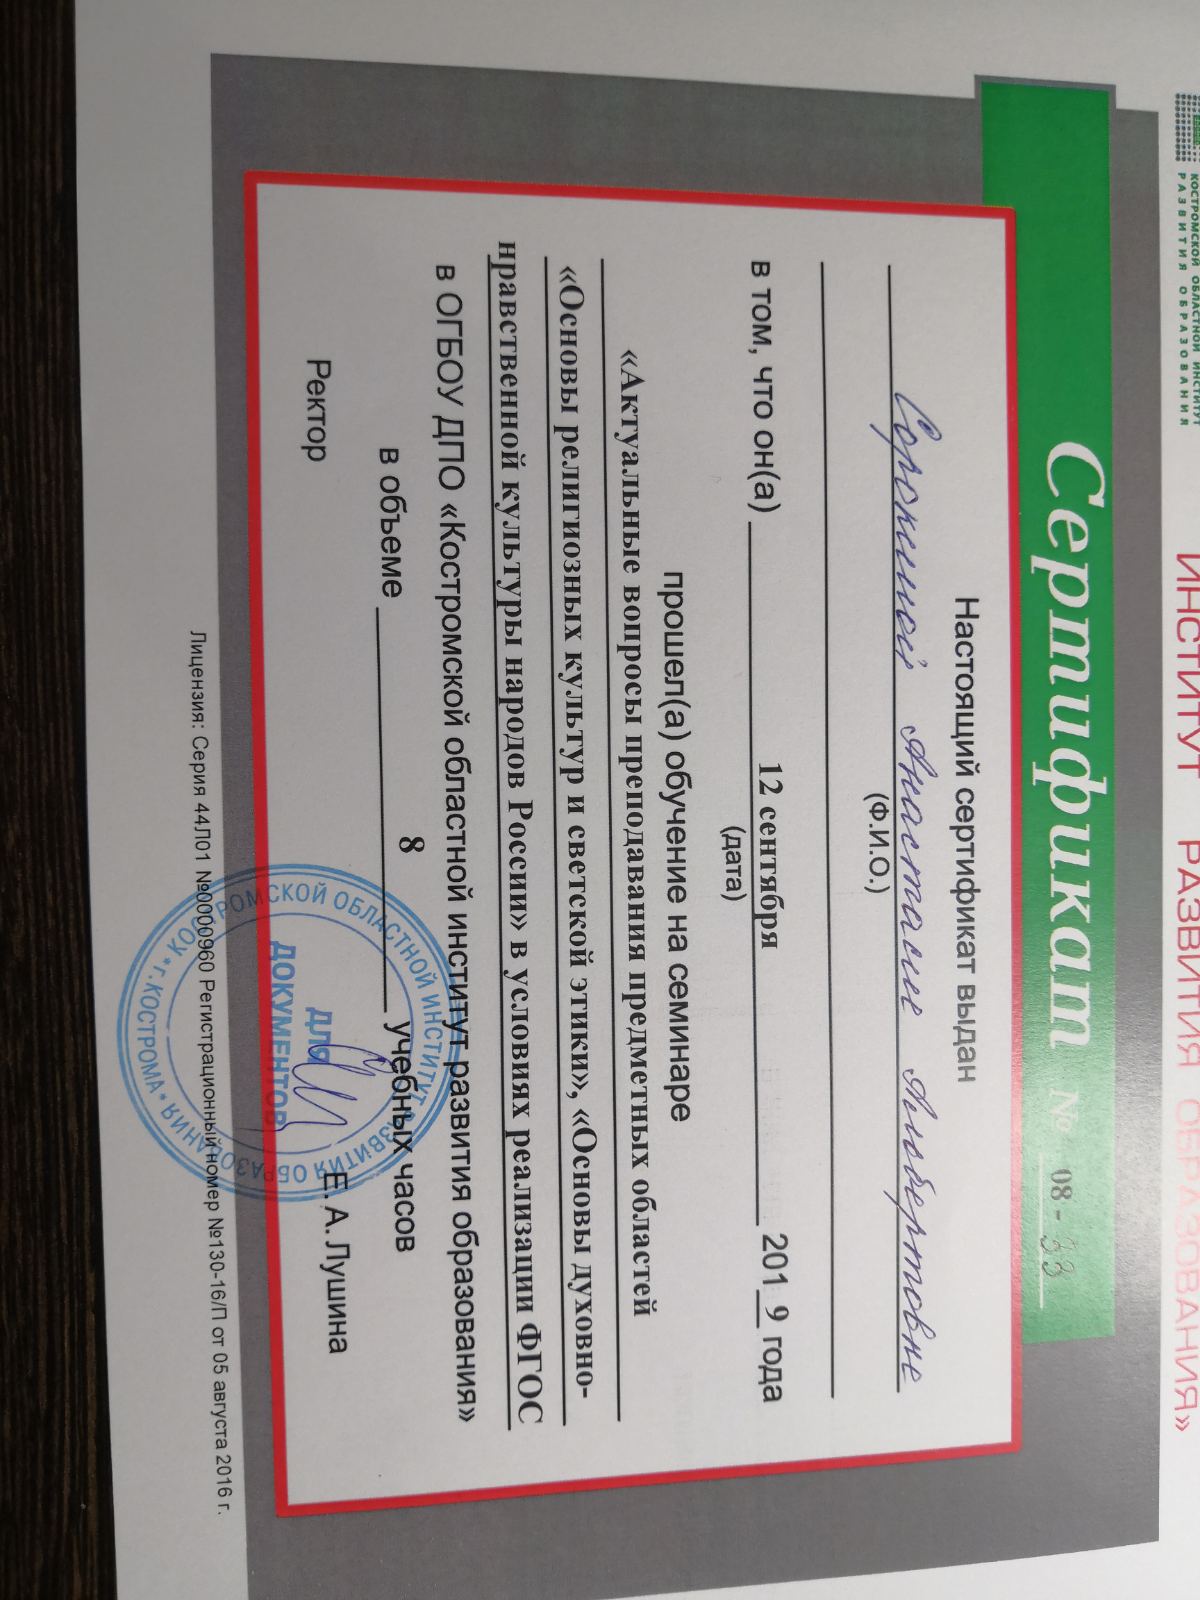 КОСТРОМСКОЙ ОБЛАСТНОЙ ИНСТИТУТ
РАЗВИТИЯ ОБРАЗОВАНИЯ
ИНСТИТУТ РАЗВИТИЯ ОБРАЗОВАНИЯ»
Сертификат № 08-33
Настоящий сертификат выдан
Сорокиной Анастасии Альбертовне
(Ф.И.О.)
в том, что он(а) 12 сентября 2019 года
(дата)
прошел(а) обучение на семинаре
«Актуальные вопросы преподавания предметных областей
«Основы религиозных культур и светской этики», «Основы духовно-
нравственной культуры народов России» в условиях реализации ФГОС
в ОГБОУ ДПО «Костромской областной институт развития образования»
в объеме 8 учебных часов
Ректор Е. А. Лушина
КОСТРОМСКОЙ ОБЛАСТНОЙ ИНСТИТУТ РАЗВИТИЯ ОБРАЗОВАНИЯ * г. КОСТРОМА *
ДЛЯ
ДОКУМЕНТОВ
Лицензия: Серия 44Л01 №0000960 Регистрационный номер №130-16/П от 05 августа 2016 г.